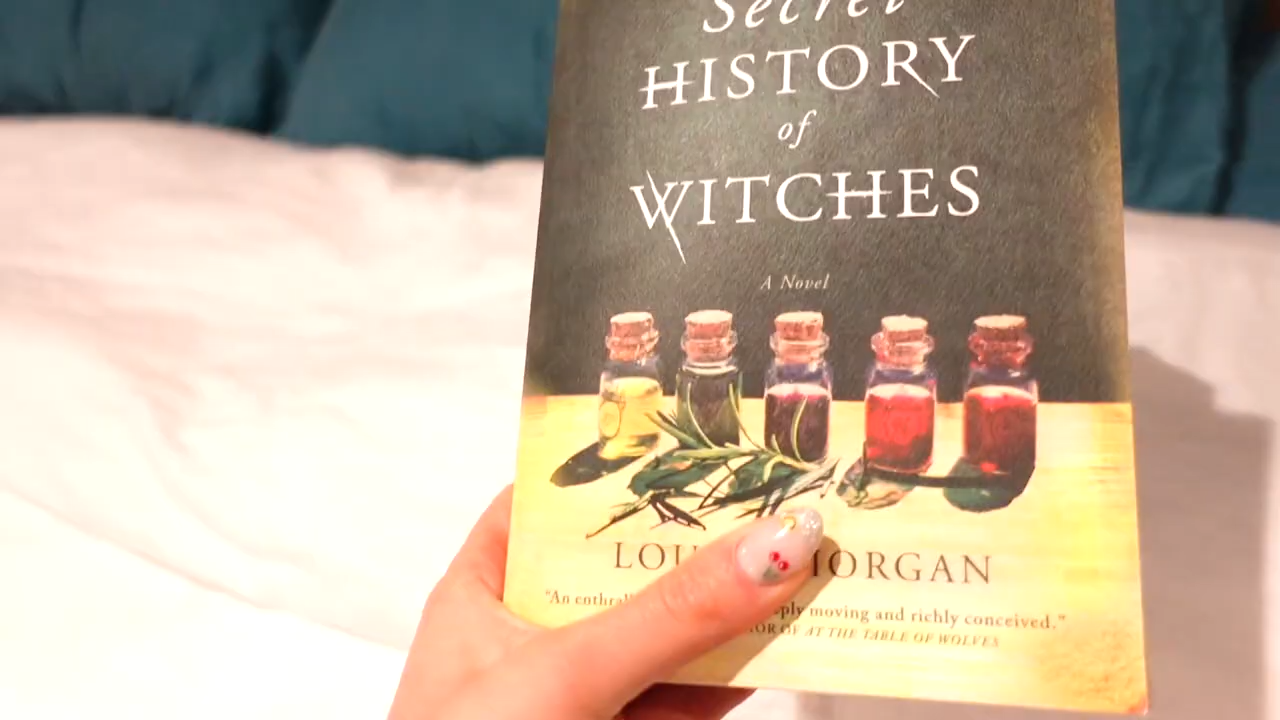 Secret
HISTORY
of
WITCHES
A Novel
LOU MORGAN
"An enthral ply moving and richly conceived."
OR OF AT THE TABLE OF WOLVES